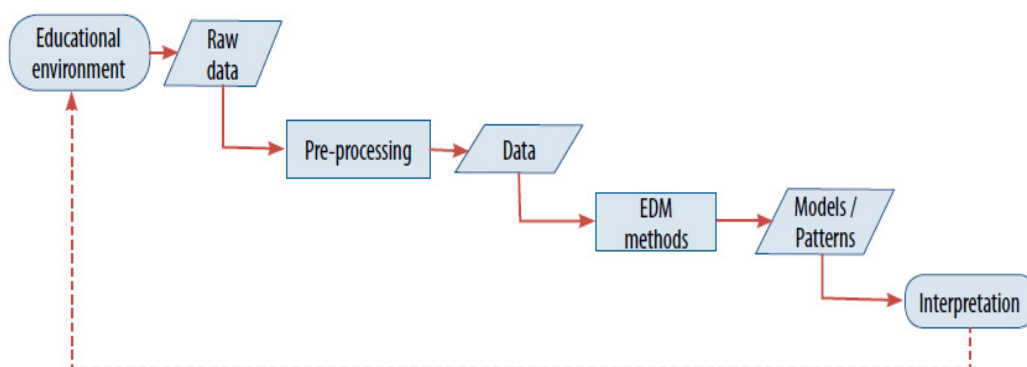 Educational
environment
Raw
data
Pre-processing
Data
EDM
methods
Models /
Patterns
Interpretation